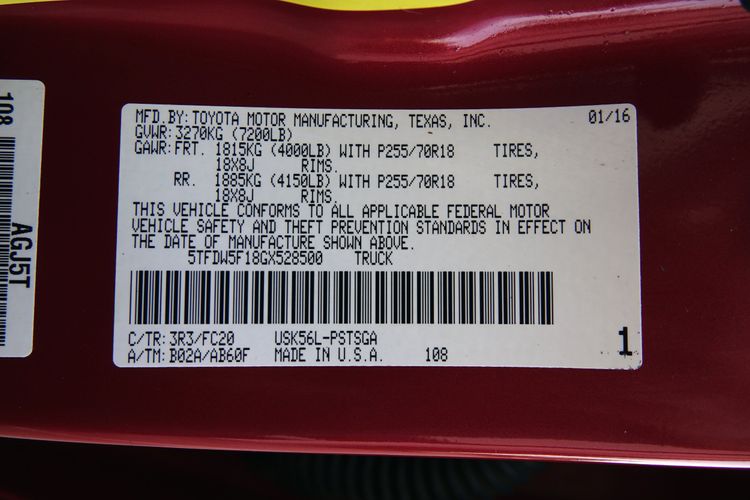 108
AGJ5T
MFD.BY: TOYOTA MOTOR MANUFACTURING, TEXAS, INC. 01/16
GVWR: 3270KG (7200LB)
GAWR: FRT. 1815KG (4000LB) WITH P255/70R18 TIRES,
18X8J RIMS.
RR. 1885KG (4150LB) WITH P255/70R18 TIRES,
18X8J RIMS.
THIS VEHICLE CONFORMS TO ALL APPLICABLE FEDERAL MOTOR
VEHICLE SAFETY AND THEFT PREVENTION STANDARDS IN EFFECT ON
THE DATE OF MANUFACTURE SHOWN ABOVE.
5TFDW5F18GX528500 TRUCK
C/TR: 3R3/FC20 USK56L-PSTSGA
A/TM: B02A/AB60F MADE IN U.S.A. 108 1